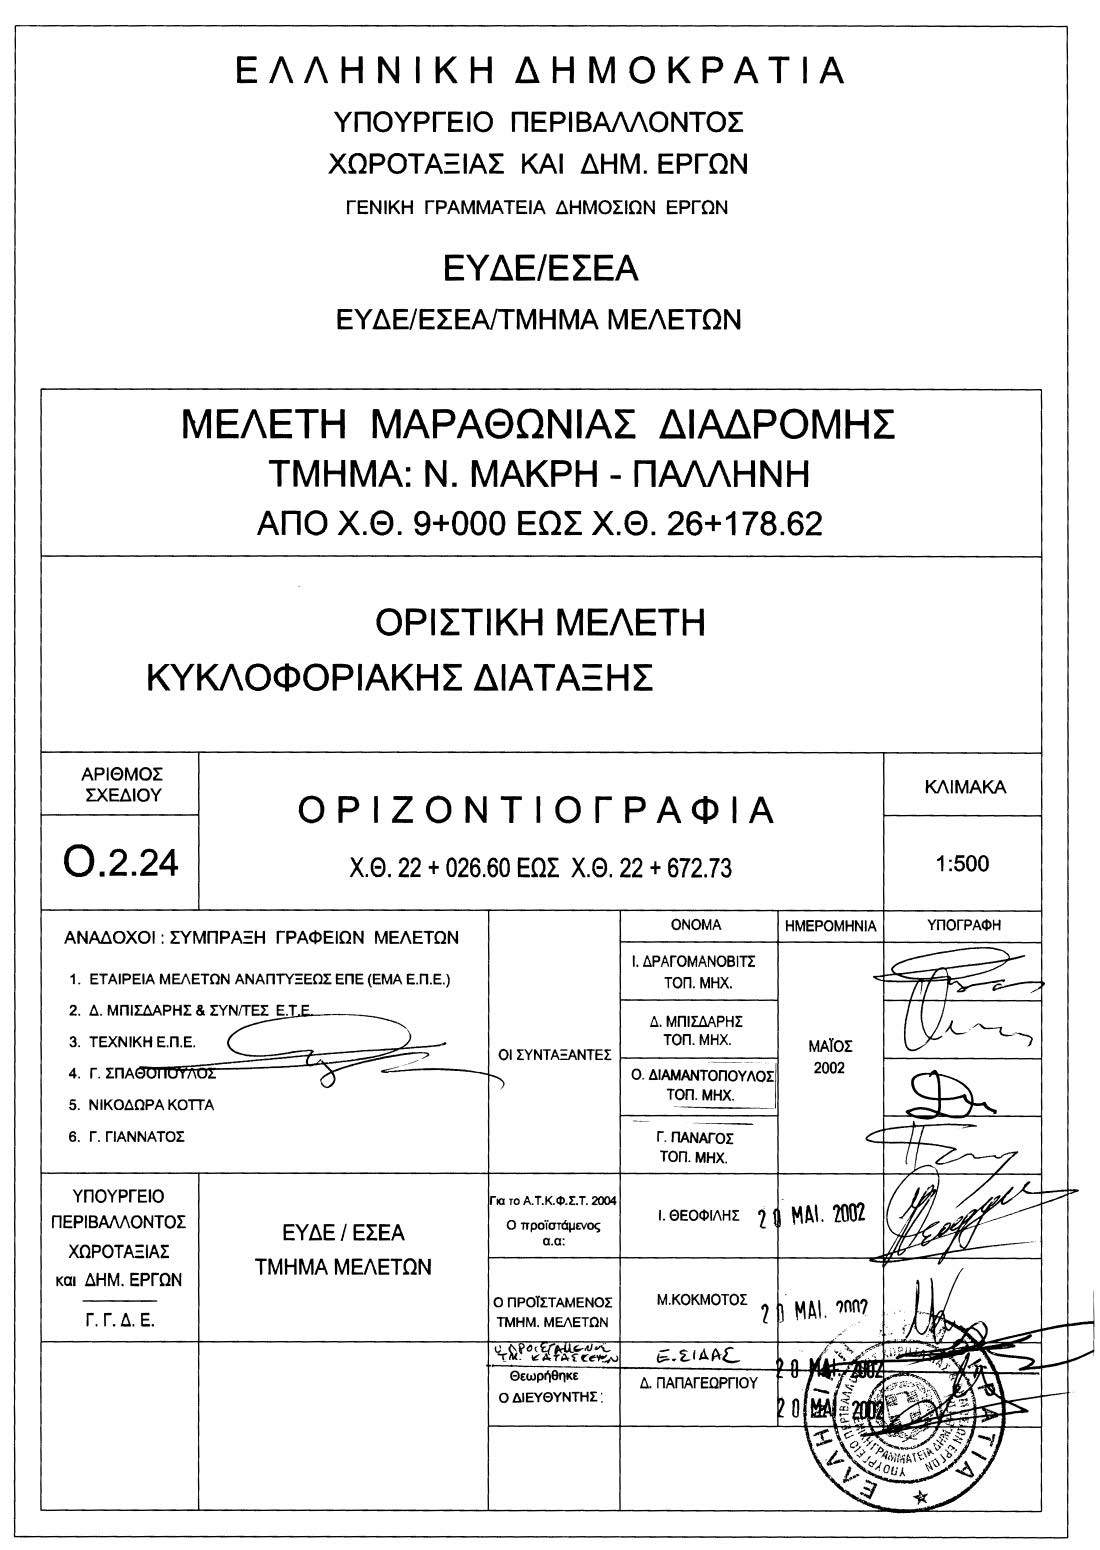 ΕΛΛΗΝΙΚΗ ΔΗΜΟΚΡΑΤΙΑ
ΥΠΟΥΡΓΕΙΟ ΠΕΡΙΒΑΛΛΟΝΤΟΣ
ΧΩΡΟΤΑΞΙΑΣ ΚΑΙ ΔΗΜ. ΕΡΓΩΝ
ΓΕΝΙΚΗ ΓΡΑΜΜΑΤΕΙΑ ΔΗΜΟΣΙΩΝ ΕΡΓΩΝ
ΕΥΔΕ/ΕΣΕΑ
ΕΥΔΕ/ΕΣΕΑ/ΤΜΗΜΑ ΜΕΛΕΤΩΝ
ΜΕΛΕΤΗ ΜΑΡΑΘΩΝΙΑΣ ΔΙΑΔΡΟΜΗΣ
ΤΜΗΜΑ: Ν. ΜΑΚΡΗ - ΠΑΛΛΗΝΗ
ΑΠΟ Χ.Θ. 9+000 ΕΩΣ Χ.Θ. 26+178.62
ΟΡΙΣΤΙΚΗ ΜΕΛΕΤΗ
ΚΥΚΛΟΦΟΡΙΑΚΗΣ ΔΙΑΤΑΞΗΣ
ΑΡΙΘΜΟΣ
ΣΧΕΔΙΟΥ
Ο.2.24
ΟΡΙΖΟΝΤΙΟΓΡΑΦΙΑ
Χ.Θ. 22 + 026.60 ΕΩΣ Χ.Θ. 22 + 672.73
ΚΛΙΜΑΚΑ
1:500
ΑΝΑΔΟΧΟΙ : ΣΥΜΠΡΑΞΗ ΓΡΑΦΕΙΩΝ ΜΕΛΕΤΩΝ
1. ΕΤΑΙΡΕΙΑ ΜΕΛΕΤΩΝ ΑΝΑΠΤΥΞΕΩΣ ΕΠΕ (ΕΜΑ Ε.Π.Ε.)
2. Δ. ΜΠΙΣΔΑΡΗΣ & ΣΥΝ/ΤΕΣ Ε.Τ.Ε.
3. ΤΕΧΝΙΚΗ Ε.Π.Ε.
4. Γ. ΣΠΑΘΟΠΟΥΛΟΣ
5. ΝΙΚΟΔΩΡΑ ΚΟΤΤΑ
6. Γ. ΓΙΑΝΝΑΤΟΣ
ΟΙ ΣΥΝΤΑΞΑΝΤΕΣ
ΟΝΟΜΑ
ΗΜΕΡΟΜΗΝΙΑ
ΥΠΟΓΡΑΦΗ
Ι. ΔΡΑΓΟΜΑΝΟΒΙΤΣ
ΤΟΠ. ΜΗΧ.
Δ. ΜΠΙΣΔΑΡΗΣ
ΤΟΠ. ΜΗΧ.
Ο. ΔΙΑΜΑΝΤΟΠΟΥΛΟΣ
ΤΟΠ. ΜΗΧ.
Γ. ΠΑΝΑΓΟΣ
ΤΟΠ. ΜΗΧ.
ΜΑΪΟΣ
2002
ΥΠΟΥΡΓΕΙΟ
ΠΕΡΙΒΑΛΛΟΝΤΟΣ
ΧΩΡΟΤΑΞΙΑΣ
και ΔΗΜ. ΕΡΓΩΝ
Γ. Γ. Δ. Ε.
ΕΥΔΕ / ΕΣΕΑ
ΤΜΗΜΑ ΜΕΛΕΤΩΝ
Για το Α.Τ.Κ.Φ.Σ.Τ. 2004
Ο προϊστάμενος
α.α:
Ι. ΘΕΟΦΙΛΗΣ
20 ΜΑΙ. 2002
Ο ΠΡΟΪΣΤΑΜΕΝΟΣ
ΤΜΗΜ. ΜΕΛΕΤΩΝ
Μ.ΚΟΚΜΟΤΟΣ
20 ΜΑΙ. 2002
Ο ΠΡΟΙΣΤΑΜΕΝΟΣ
ΤΜ. ΚΑΤΑΣΚΕΥΩΝ
Ε. ΣΙΔΑΣ
20 ΜΑΙ. 2002
Θεωρήθηκε
Ο ΔΙΕΥΘΥΝΤΗΣ :
Δ. ΠΑΠΑΓΕΩΡΓΙΟΥ
20 ΜΑΙ 2002